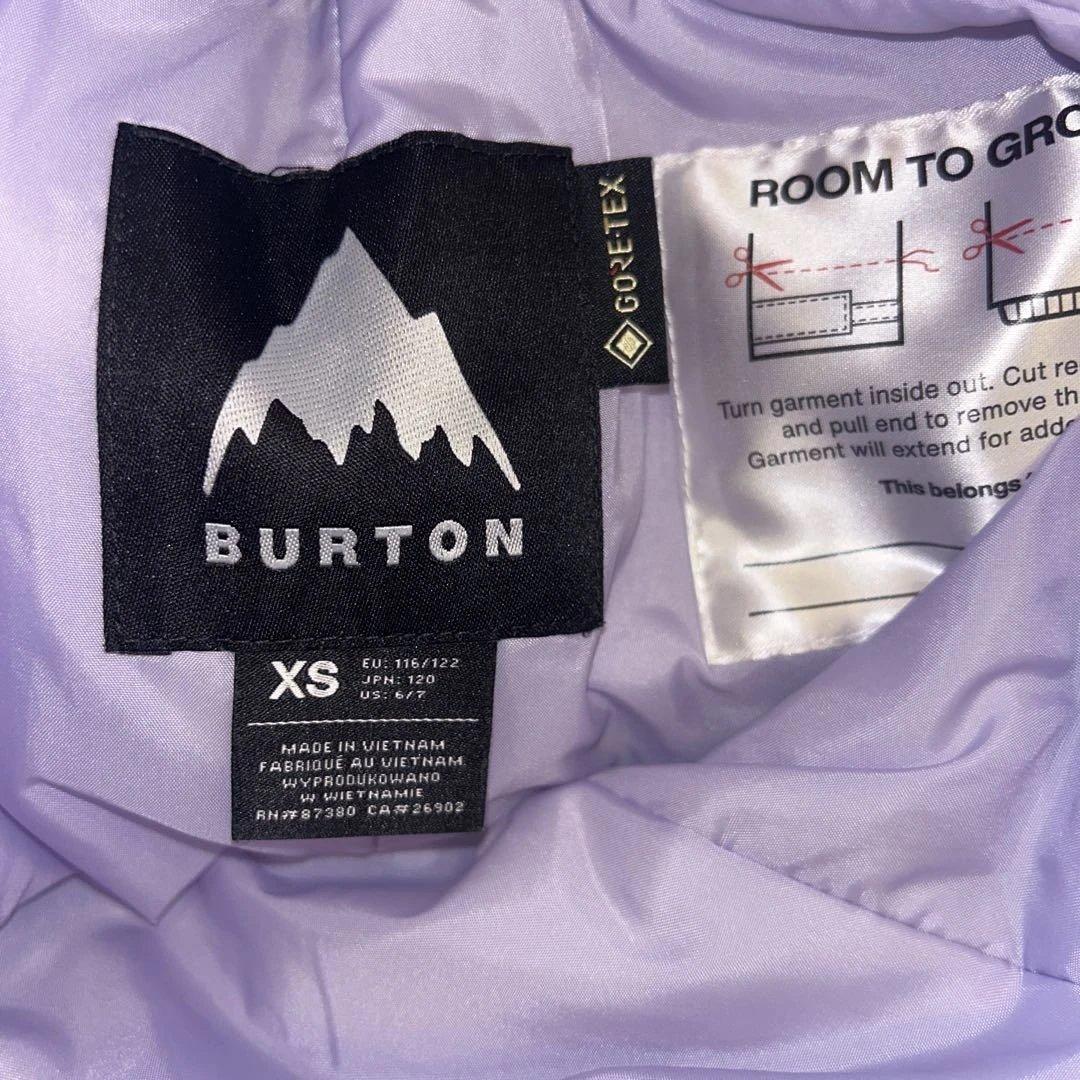 BURTON
XS
EU: 116/122
JPN: 120
US: 6/7
MADE IN VIETNAM
FABRIQUÉ AU VIETNAM
WYPRODUKOWANO
W WIETNAMIE
RN#87380 CA#26902
GORE-TEX
ROOM TO GRO
Turn garment inside out. Cut re
and pull end to remove th
Garment will extend for adde
This belongs